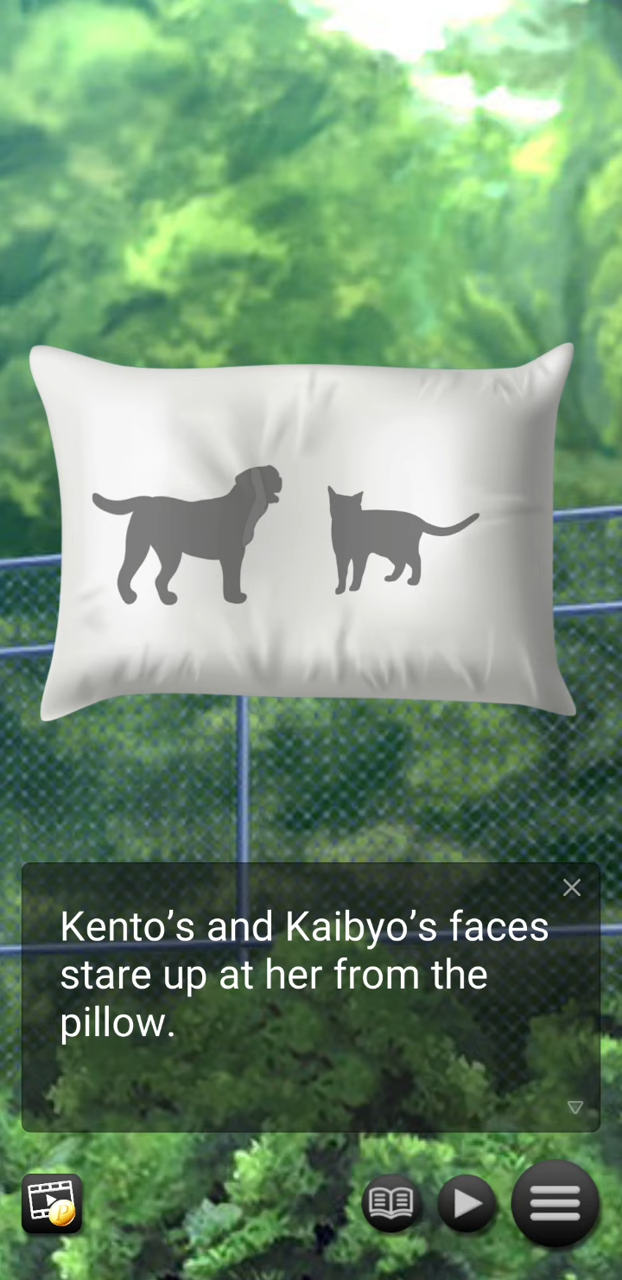 Kento’s and Kaibyo’s faces
stare up at her from the
pillow.